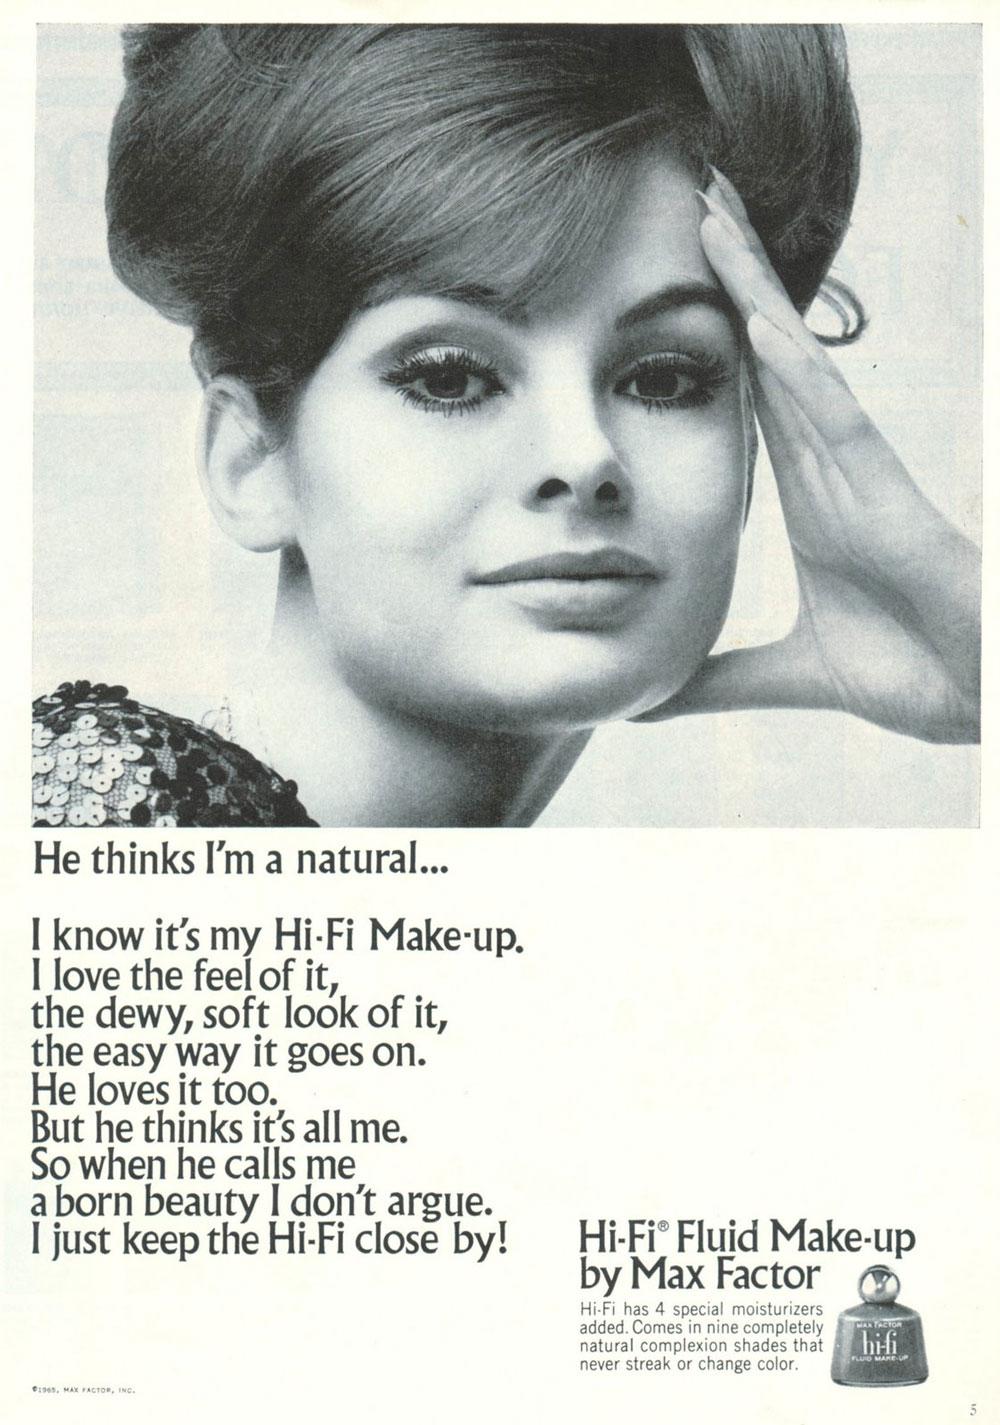 He thinks I'm a natural...
I know it's my Hi-Fi Make-up.
I love the feel of it,
the dewy, soft look of it,
the easy way it goes on.
He loves it too.
But he thinks it's all me.
So when he calls me
a born beauty I don't argue.
I just keep the Hi-Fi close by!
Hi-Fi® Fluid Make-up
by Max Factor
Hi-Fi has 4 special moisturizers
added. Comes in nine completely
natural complexion shades that
never streak or change color.
MAX FACTOR
hi-fi
FLUID MAKE-UP
©1965, MAX FACTOR, INC.
5